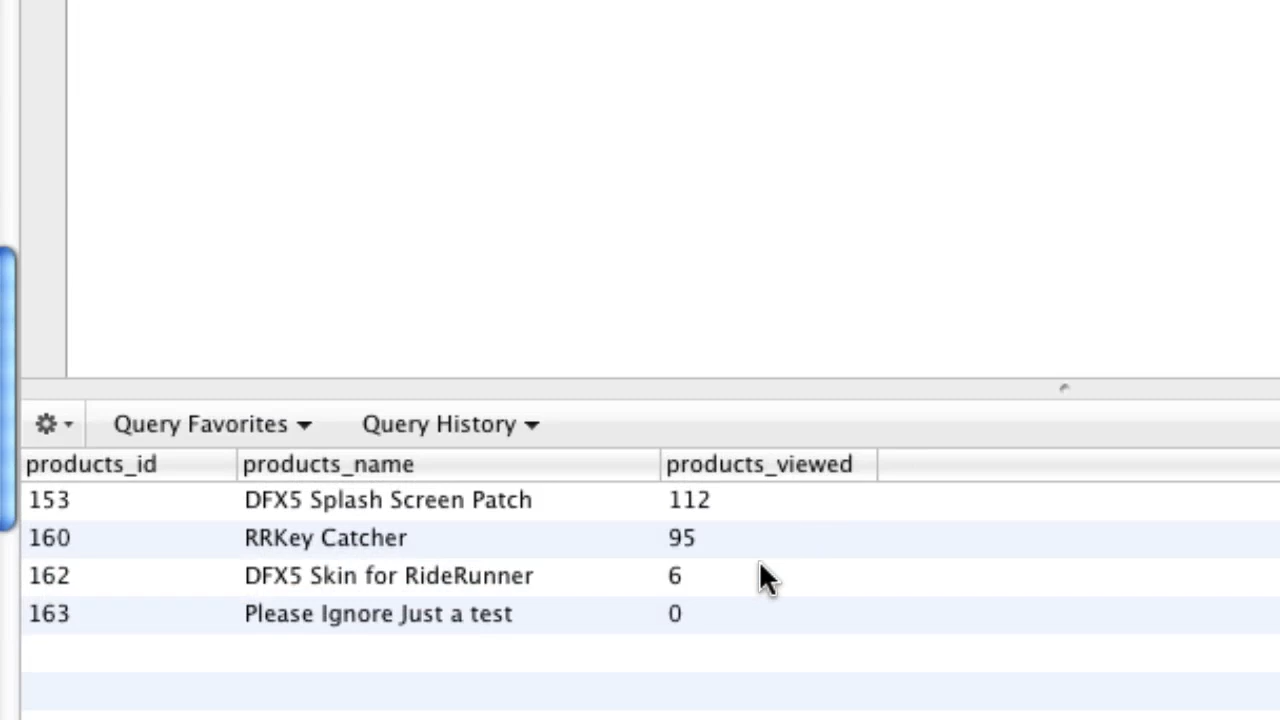 Query Favorites Query History
products_id products_name products_viewed
153 DFX5 Splash Screen Patch 112
160 RRKey Catcher 95
162 DFX5 Skin for RideRunner 6
163 Please Ignore Just a test 0